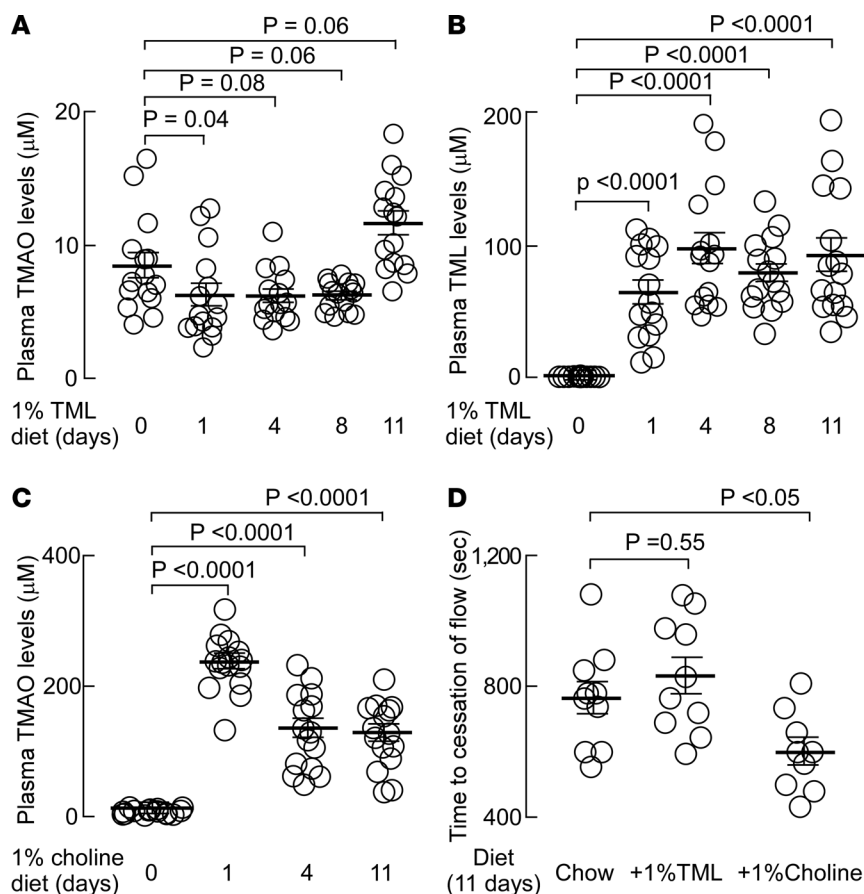 A
P = 0.06
P = 0.06
P = 0.08
P = 0.04
Plasma TMAO levels (μM)
20
10
0
1% TML
diet (days)
0 1 4 8 11
B
P <0.0001
P <0.0001
P <0.0001
p <0.0001
Plasma TML levels (μM)
200
100
0
1% TML
diet (days)
0 1 4 8 11
C
P <0.0001
P <0.0001
P <0.0001
Plasma TMAO levels (μM)
400
200
0
1% choline
diet (days)
0 1 4 11
D
P <0.05
P =0.55
Time to cessation of flow (sec)
1,200
800
400
Diet
(11 days)
Chow +1%TML +1%Choline